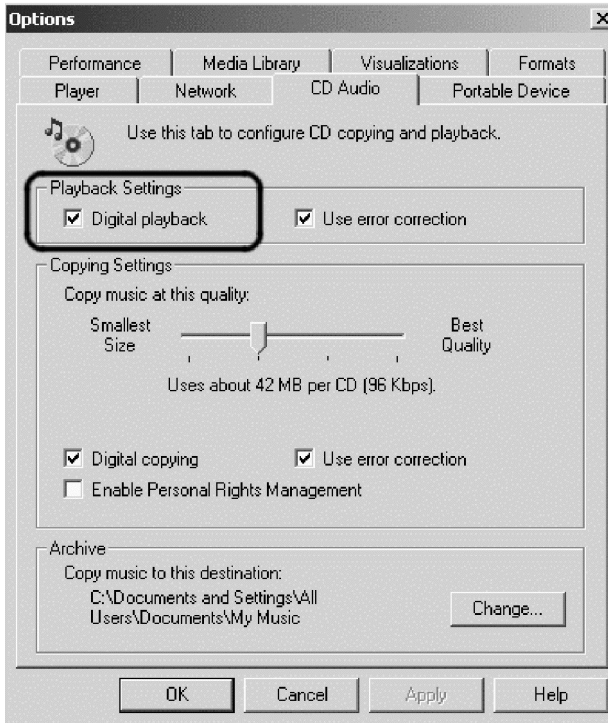 Options
Performance Media Library Visualizations Formats
Player Network CD Audio Portable Device
Use this tab to configure CD copying and playback.
Playback Settings
Digital playback Use error correction
Copying Settings
Copy music at this quality:
Smallest Size Best Quality
Uses about 42 MB per CD (96 Kbps).
Digital copying Use error correction
Enable Personal Rights Management
Archive
Copy music to this destination:
C:\Documents and Settings\All
Users\Documents\My Music
Change...
OK Cancel Apply Help